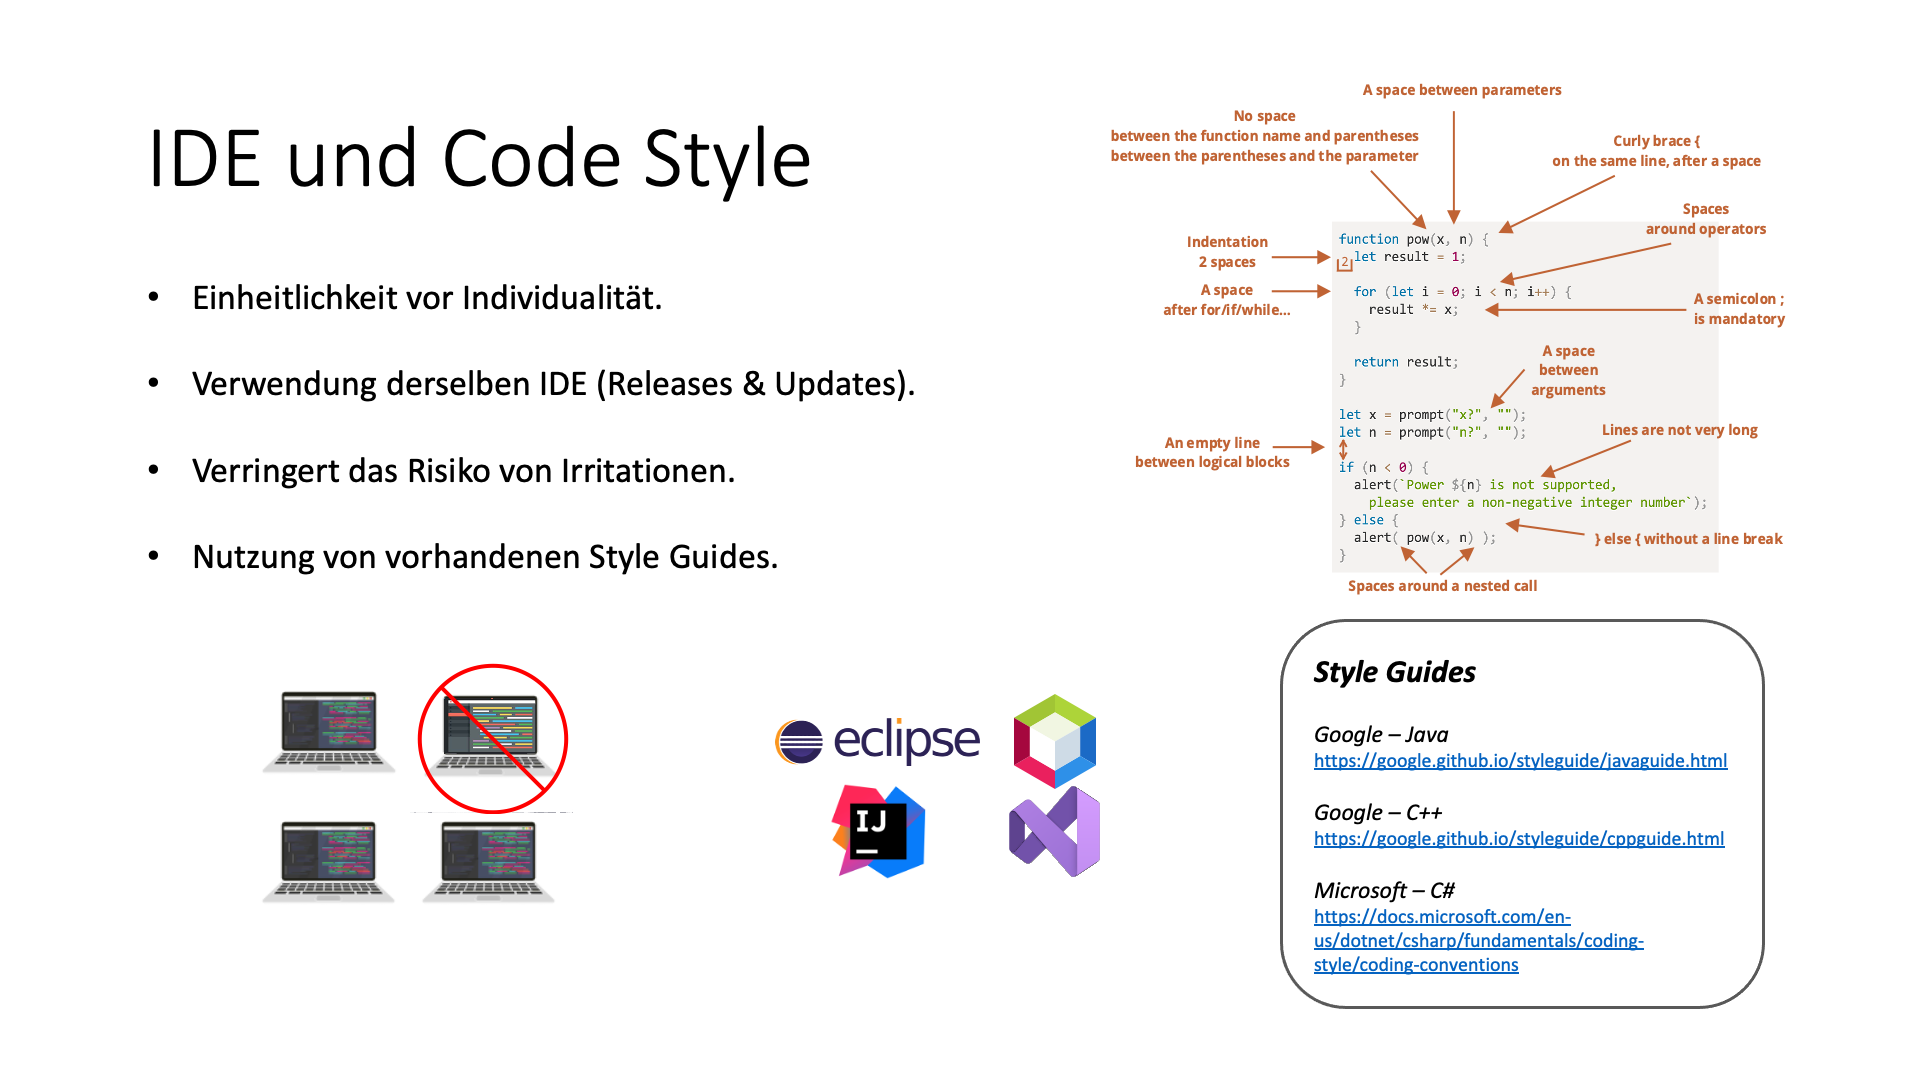 IDE und Code Style
• Einheitlichkeit vor Individualität.
• Verwendung derselben IDE (Releases & Updates).
• Verringert das Risiko von Irritationen.
• Nutzung von vorhandenen Style Guides.
eclipse
IJ
A space between parameters
No space
between the function name and parentheses
between the parentheses and the parameter
Curly brace {
on the same line, after a space
Spaces
around operators
Indentation
2 spaces
A space
after for/if/while...
A semicolon ;
is mandatory
A space
between
arguments
Lines are not very long
An empty line
between logical blocks
} else { without a line break
Spaces around a nested call
function pow(x, n) {
2
  let result = 1;
  for (let i = 0; i < n; i++) {
    result *= x;
  }
  return result;
}
let x = prompt("x?", "");
let n = prompt("n?", "");
if (n < 0) {
  alert(`Power ${n} is not supported,
    please enter a non-negative integer number`);
} else {
  alert( pow(x, n) );
}
Style Guides
Google – Java
https://google.github.io/styleguide/javaguide.html
Google – C++
https://google.github.io/styleguide/cppguide.html
Microsoft – C#
https://docs.microsoft.com/en-
us/dotnet/csharp/fundamentals/coding-
style/coding-conventions